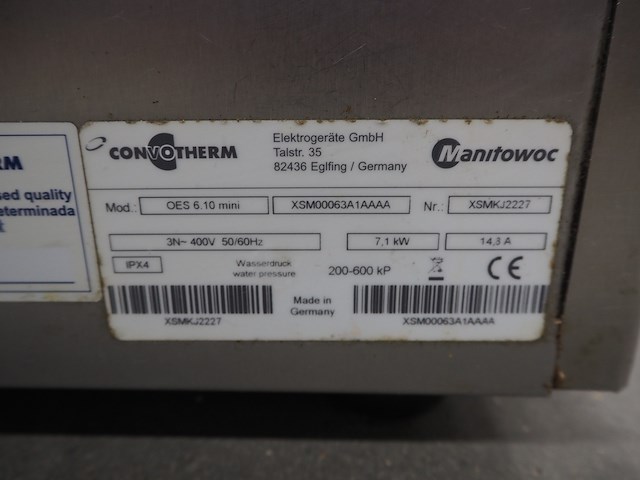 CONVOTHERM
Elektrogeräte GmbH
Talstr. 35
82436 Eglfing / Germany
Manitowoc
Mod.: OES 6.10 mini XSM00063A1AAAA Nr.: XSMKJ2227
3N~ 400V 50/60Hz 7,1 kW 14,3 A
IPX4 Wasserdruck
water pressure 200-600 kP CE
Made in
Germany
XSMKJ2227 XSM00063A1AAAA
RM
sed quality
eterminada